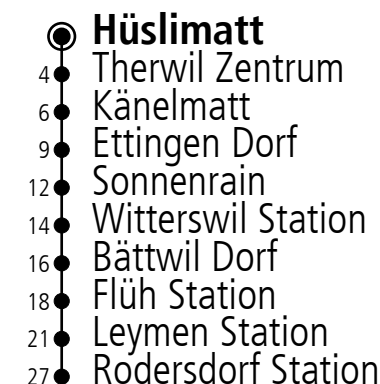 Hüslimatt
4 Therwil Zentrum
6 Känelmatt
9 Ettingen Dorf
12 Sonnenrain
14 Witterswil Station
16 Bättwil Dorf
18 Flüh Station
21 Leymen Station
27 Rodersdorf Station